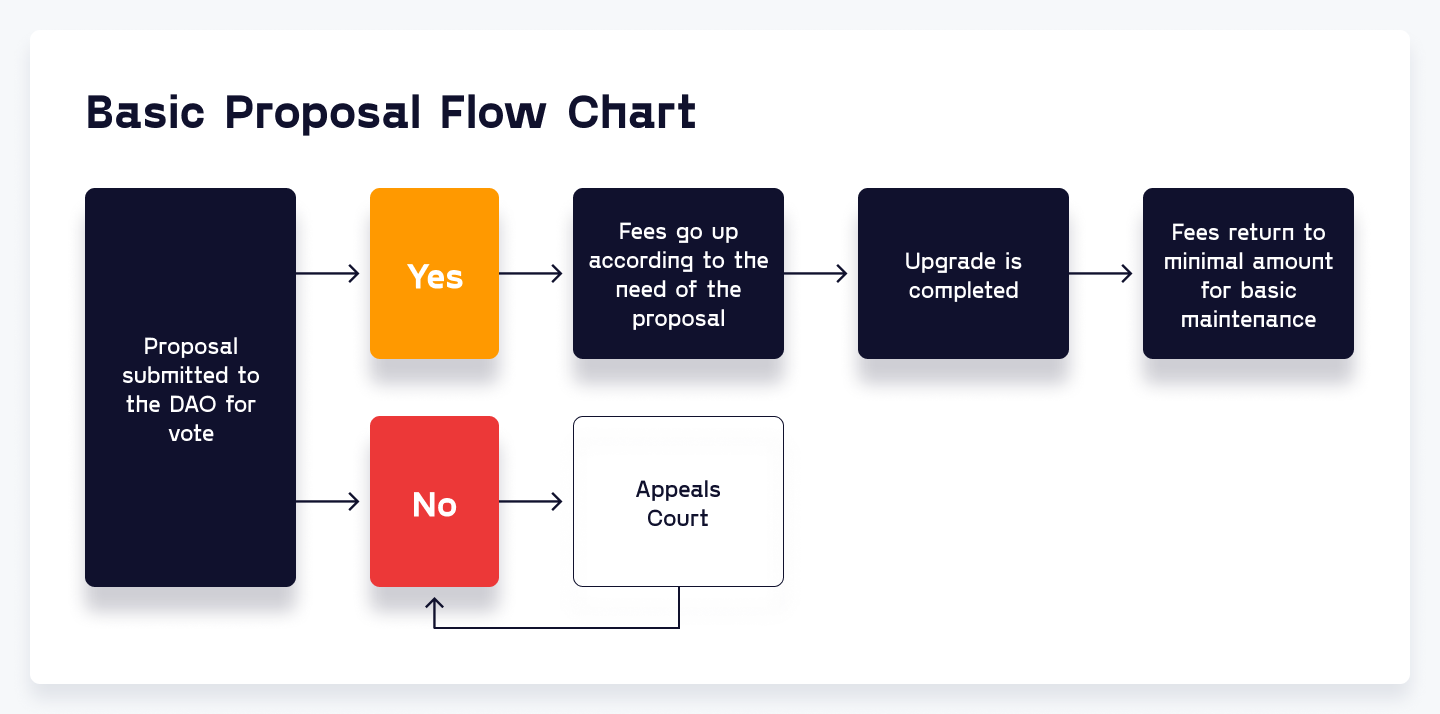 Basic Proposal Flow Chart
Proposal
submitted to
the DAO for
vote
Yes
Fees go up
according to the
need of the
proposal
Upgrade is
completed
Fees return to
minimal amount
for basic
maintenance
No
Appeals
Court